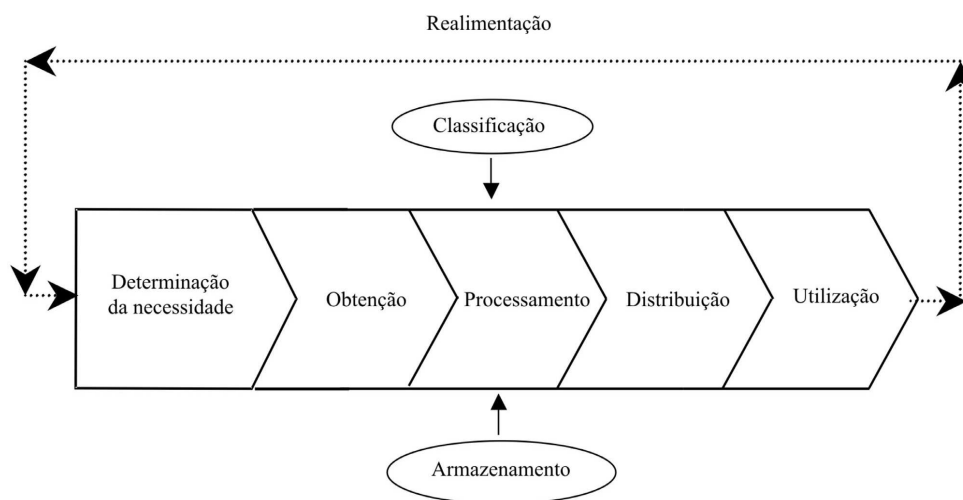 Realimentação
Classificação
Determinação
da necessidade
Obtenção
Processamento
Distribuição
Utilização
Armazenamento